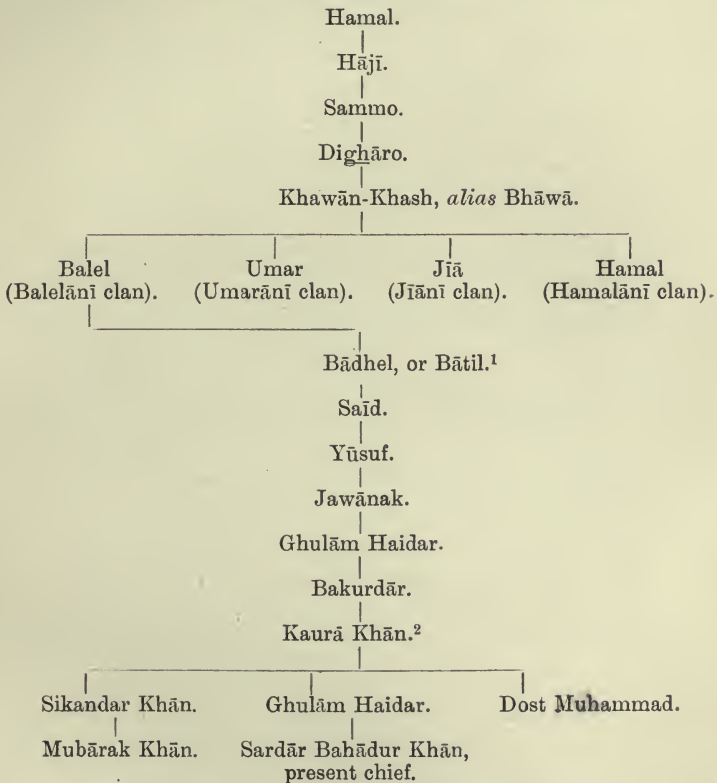 Hamal.
Hājī.
Sammo.
Dighāro.
Khawān-Khash, alias Bhāwā.
Balel Umar Jīā Hamal
(Balelānī clan). (Umarānī clan). (Jīānī clan). (Hamalānī clan).
Bādhel, or Bātil.¹
Saīd.
Yūsuf.
Jawānak.
Ghulām Haidar.
Bakurdār.
Kaurā Khān.²
Sikandar Khān. Ghulām Haidar. Dost Muhammad.
Mubārak Khān. Sardār Bahādur Khān,
present chief.